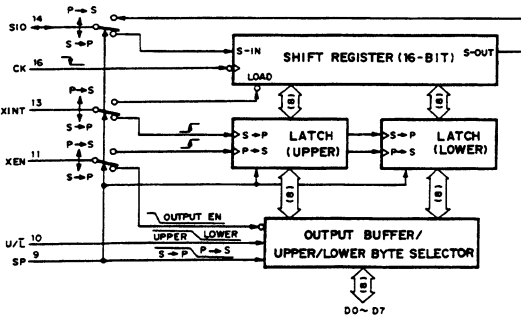 P→S
SIO 14
S→P
S-IN
SHIFT REGISTER (16-BIT)
S-OUT
CK 16
LOAD
P→S
XINT 13
S→P
(8)
(8)
S→P
P→S
LATCH
(UPPER)
S→P
P→S
LATCH
(LOWER)
P→S
XEN 11
S→P
(8)
(8)
OUTPUT EN
U/L̅ 10
UPPER LOWER
SP 9
S→P P→S
OUTPUT BUFFER/
UPPER/LOWER BYTE SELECTOR
(8)
D0~D7